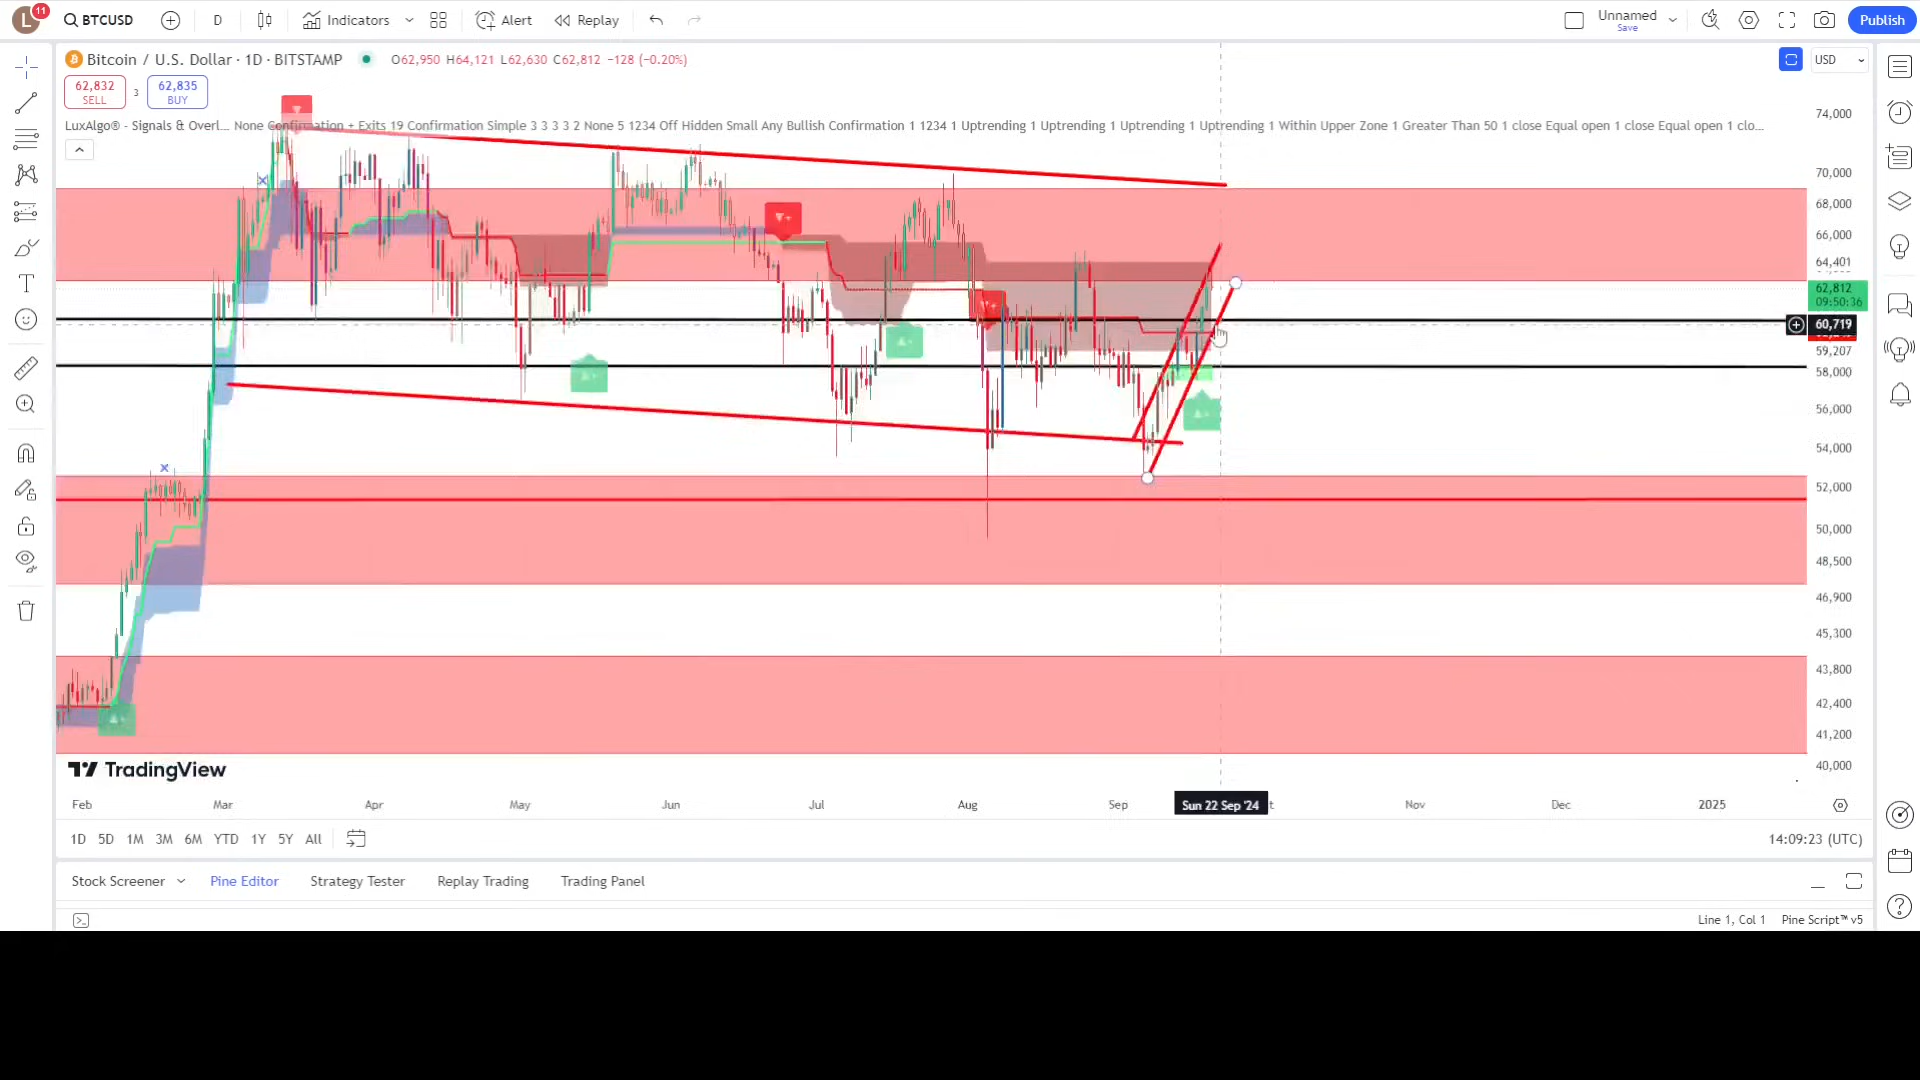 L 11 BTCUSD D Indicators Alert Replay Unnamed Save Publish
Bitcoin / U.S. Dollar · 1D · BITSTAMP O62,950 H64,121 L62,630 C62,812 −128 (−0.20%) USD
62,832 SELL 3 62,835 BUY
LuxAlgo® - Signals & Overl... None Confirmation + Exits 19 Confirmation Simple 3 3 3 3 2 None 5 1234 Off Hidden Small Any Bullish Confirmation 1 1234 1 Uptrending 1 Uptrending 1 Uptrending 1 Uptrending 1 Within Upper Zone 1 Greater Than 50 1 close Equal open 1 close Equal open 1 clo...
74,000
70,000
68,000
66,000
64,401
62,812
09:50:36
60,719
59,207
58,000
56,000
54,000
52,000
50,000
48,500
46,900
45,300
43,800
42,400
41,200
40,000
TradingView
Feb Mar Apr May Jun Jul Aug Sep Sun 22 Sep '24 Nov Dec 2025
1D 5D 1M 3M 6M YTD 1Y 5Y All 14:09:23 (UTC)
Stock Screener Pine Editor Strategy Tester Replay Trading Trading Panel
Line 1, Col 1 Pine Script™ v5